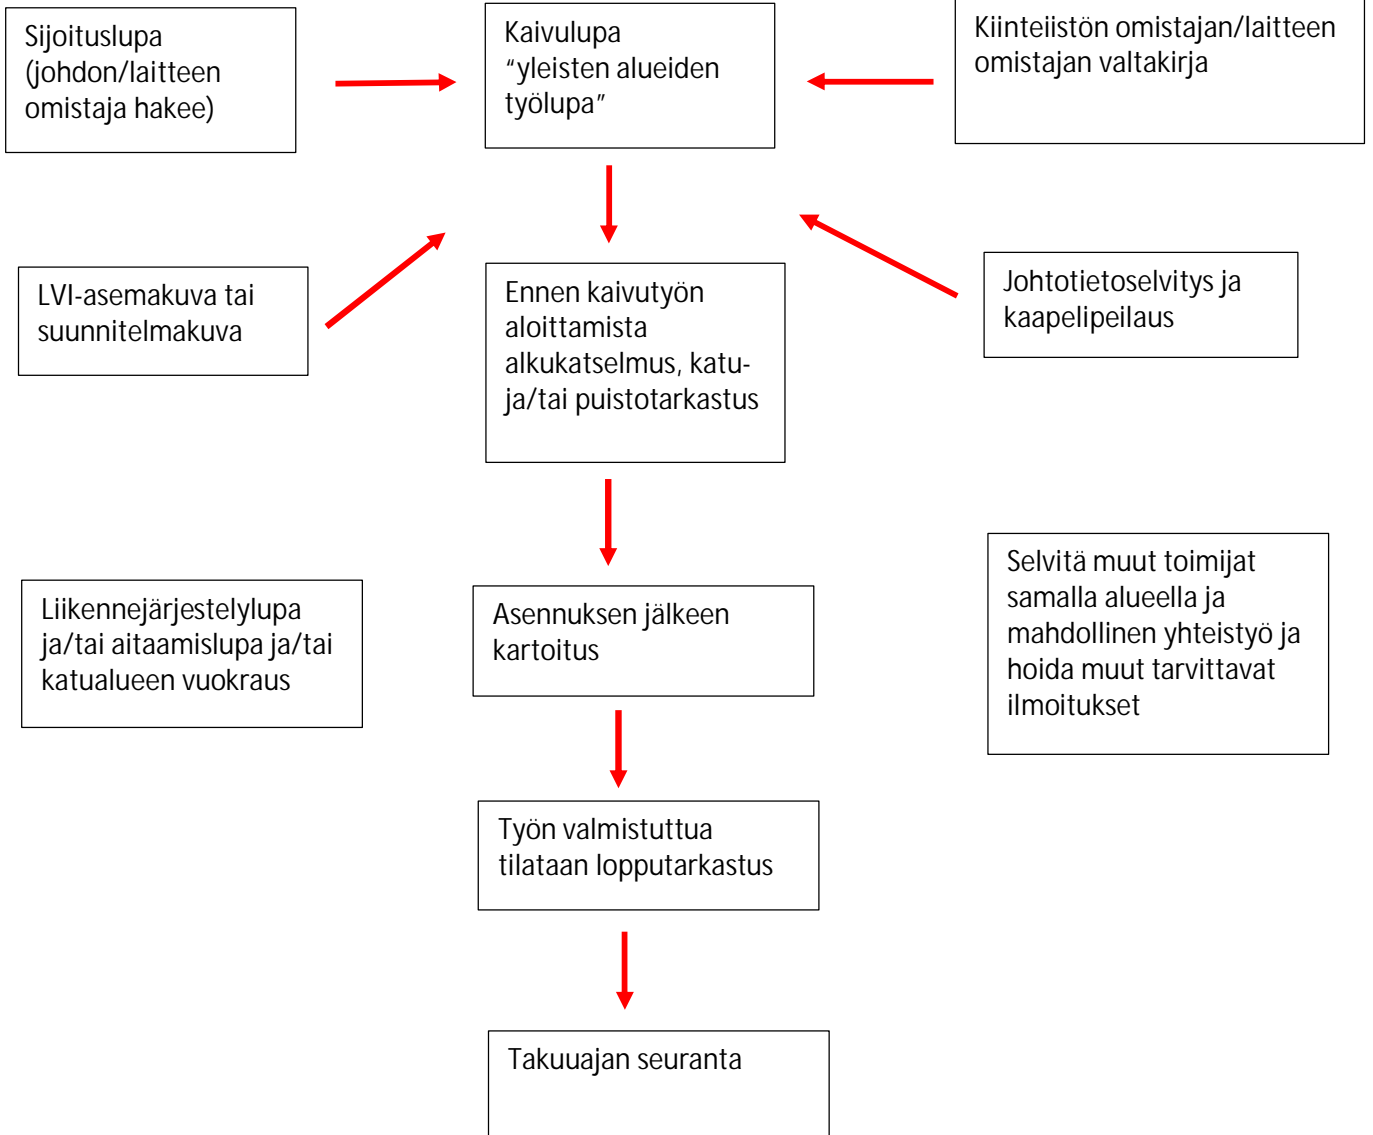 Sijoituslupa
(johdon/laitteen
omistaja hakee)
Kaivulupa
“yleisten alueiden
työlupa”
Kiinteiistön omistajan/laitteen
omistajan valtakirja
LVI-asemakuva tai
suunnitelmakuva
Ennen kaivutyön
aloittamista
alkukatselmus, katu-
ja/tai puistotarkastus
Johtotietoselvitys ja
kaapelipeilaus
Liikennejärjestelylupa
ja/tai aitaamislupa ja/tai
katualueen vuokraus
Asennuksen jälkeen
kartoitus
Selvitä muut toimijat
samalla alueella ja
mahdollinen yhteistyö ja
hoida muut tarvittavat
ilmoitukset
Työn valmistuttua
tilataan lopputarkastus
Takuuajan seuranta